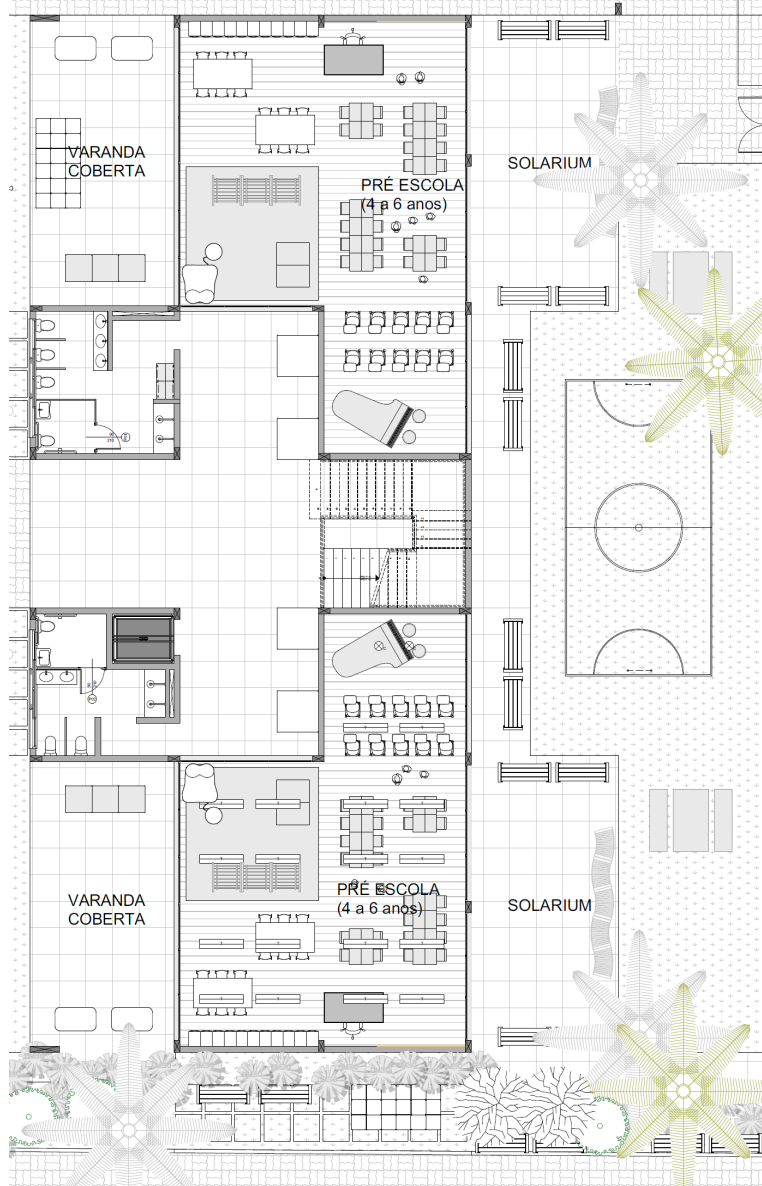 VARANDA
COBERTA
PRÉ ESCOLA
(4 a 6 anos)
SOLARIUM
VARANDA
COBERTA
PRÉ ESCOLA
(4 a 6 anos)
SOLARIUM